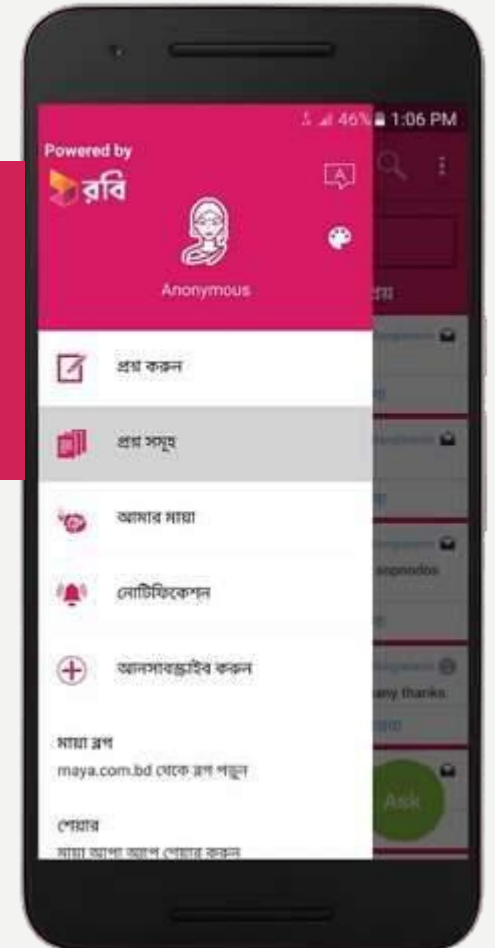 46% 1:06 PM
Powered by
রবি
A
Anonymous
প্রশ্ন করুন
প্রশ্ন সমূহ
আমার মায়া
নোটিফিকেশন
আনসাবস্ক্রাইব করুন
মায়া ব্লগ
maya.com.bd থেকে ব্লগ পড়ুন
শেয়ার
মায়া আপা অ্যাপ শেয়ার করুন
sopnodos
any thanks
Ask